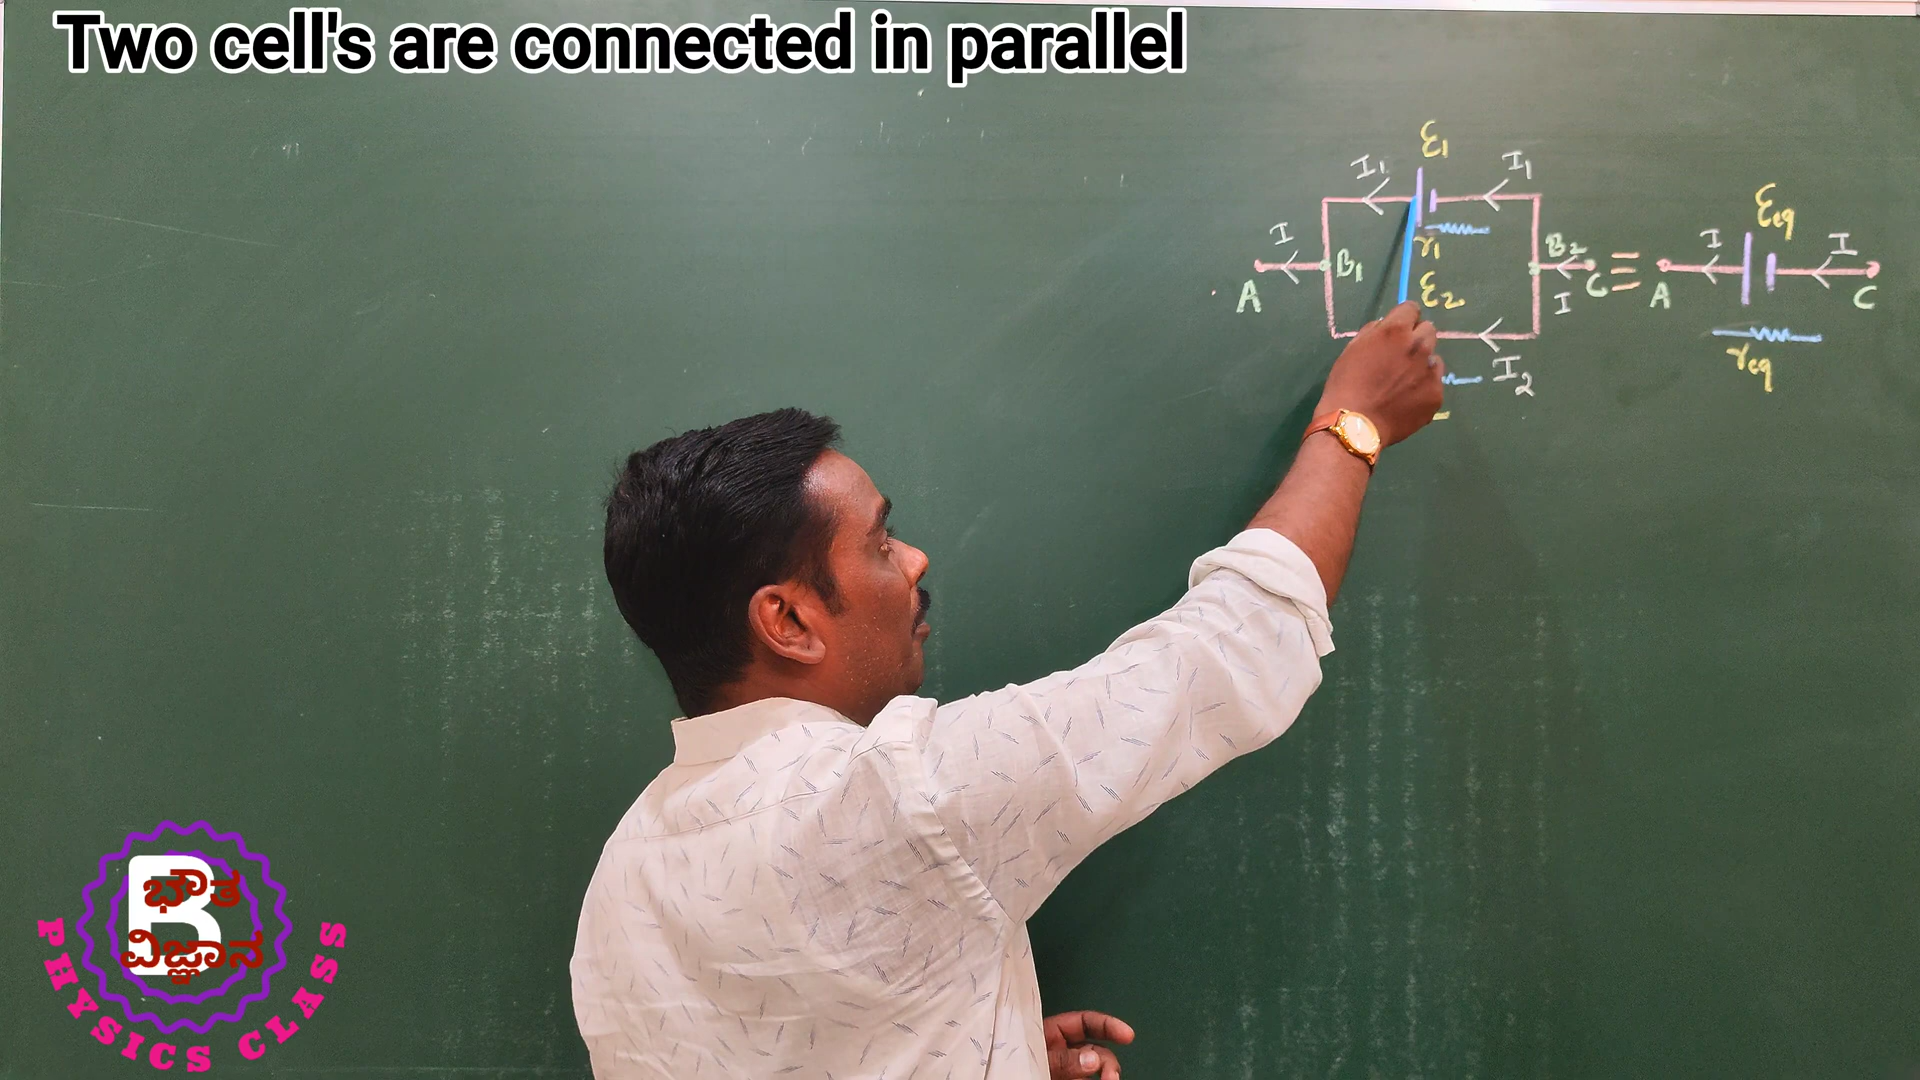 Two cell's are connected in parallel
ε1
I1 I1
r1
I B1 B2 C
A I
ε2
I2
≡
εeq
I I
A C
req
B
ಭೌತ
ವಿಜ್ಞಾನ
PHYSICS CLASS